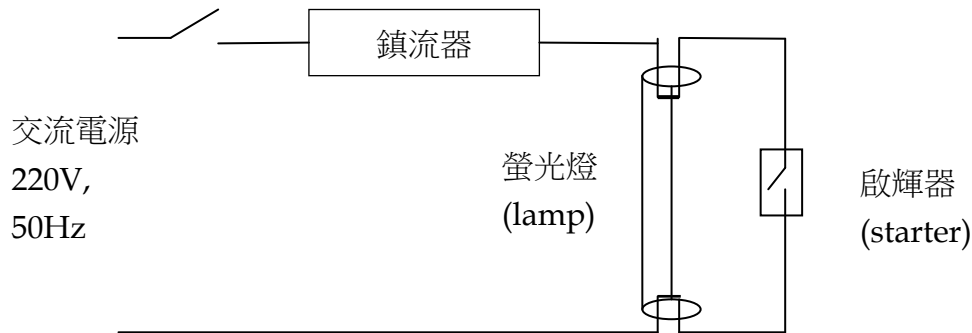 鎮流器
交流電源
220V,
50Hz
螢光燈
(lamp)
啟輝器
(starter)